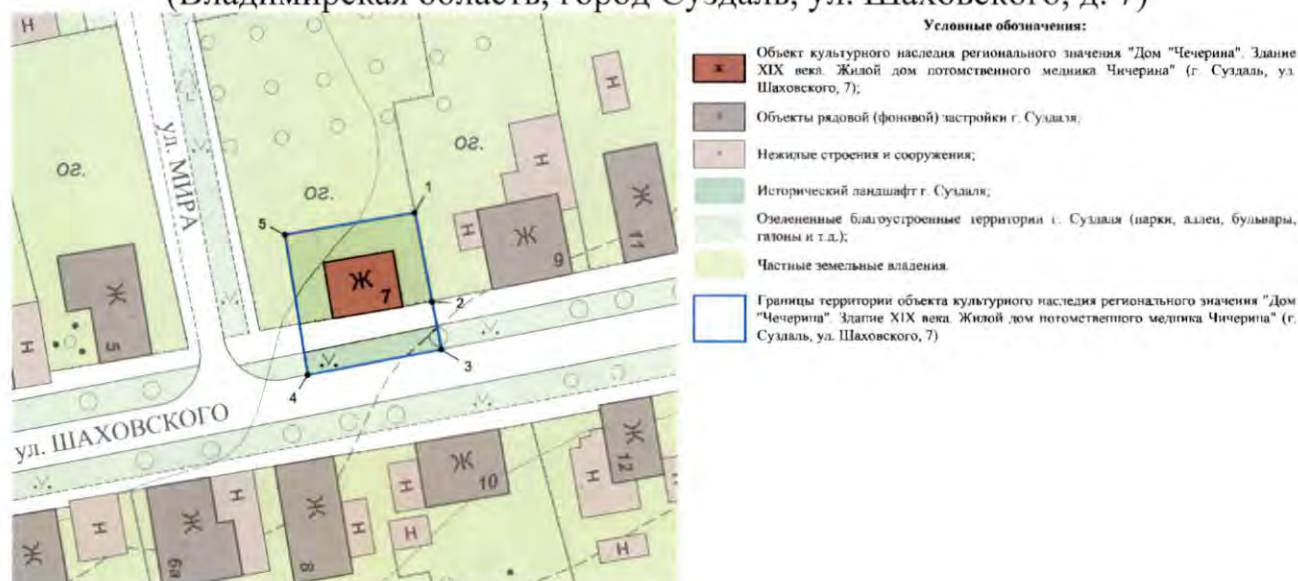 (Владимирская область, город Суздаль, ул. Шаховского, д. 7)
Условные обозначения:
ж
Объект культурного наследия регионального значения "Дом "Чечерина". Здание
XIX века. Жилой дом потомственного медника Чичерина" (г. Суздаль, ул.
Шаховского, 7);
Объекты рядовой (фоновой) застройки г. Суздаля;
Нежилые строения и сооружения;
Исторический ландшафт г. Суздаля;
Озелененные благоустроенные территории г. Суздаля (парки, аллеи, бульвары,
газоны и т.д.);
Частные земельные владения.
Границы территории объекта культурного наследия регионального значения "Дом
"Чечерина". Здание XIX века. Жилой дом потомственного медника Чичерина" (г.
Суздаль, ул. Шаховского, 7)
Н
Н
ог.
ул. МИРА
ог.
ог.
Н
1
5
Н
Ж
9
Ж
11
Ж
7
2
3
4
Ж
5
Н
ул. ШАХОВСКОГО
Ж
Н
Ж
6а
Н
Ж
8
Н
Н
Н
Ж
10
Н
Ж
12
Н
Н